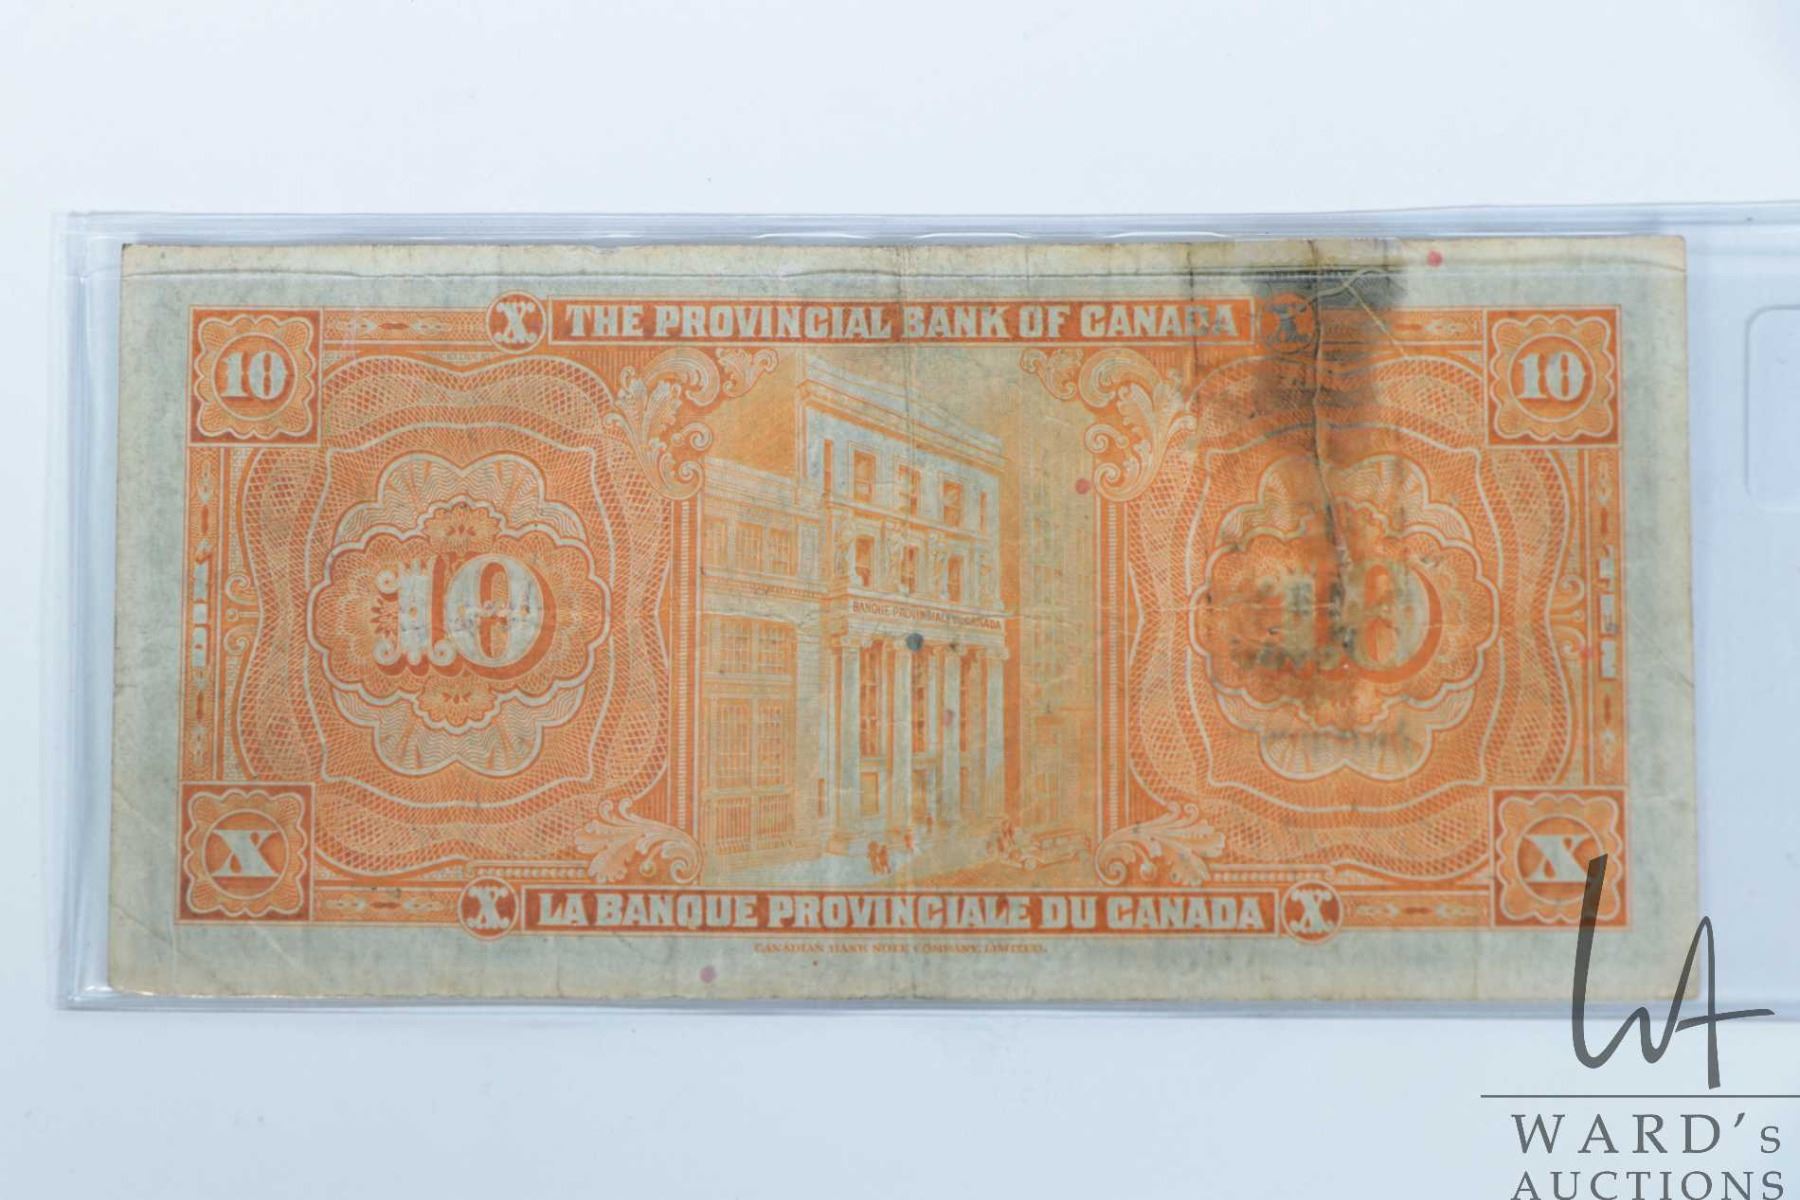 X THE PROVINCIAL BANK OF CANADA X
10 10
BANQUE PROVINCIALE DU CANADA
10 10
X X
X LA BANQUE PROVINCIALE DU CANADA X
CANADIAN BANK NOTE COMPANY, LIMITED.
WA
WARD's
AUCTIONS